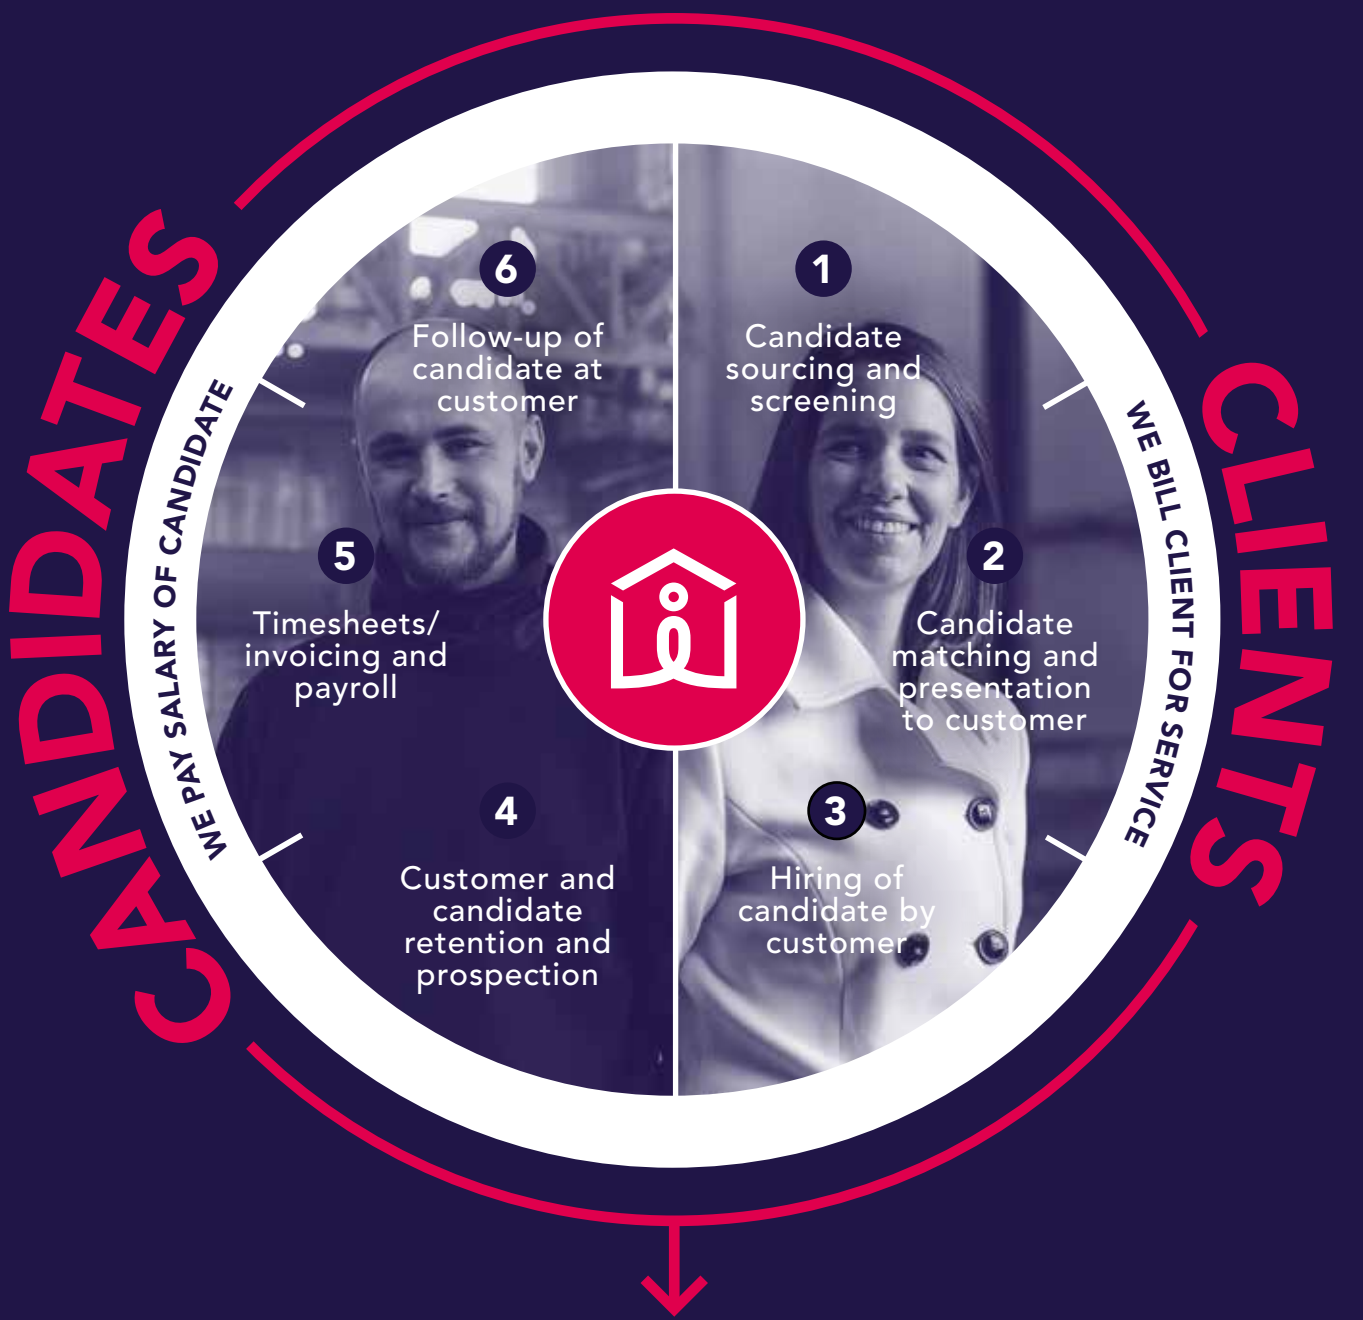 CANDIDATES
CLIENTS
WE PAY SALARY OF CANDIDATE
WE BILL CLIENT FOR SERVICE
1
Candidate
sourcing and
screening
2
Candidate
matching and
presentation
to customer
3
Hiring of
candidate by
customer
4
Customer and
candidate
retention and
prospection
5
Timesheets/
invoicing and
payroll
6
Follow-up of
candidate at
customer